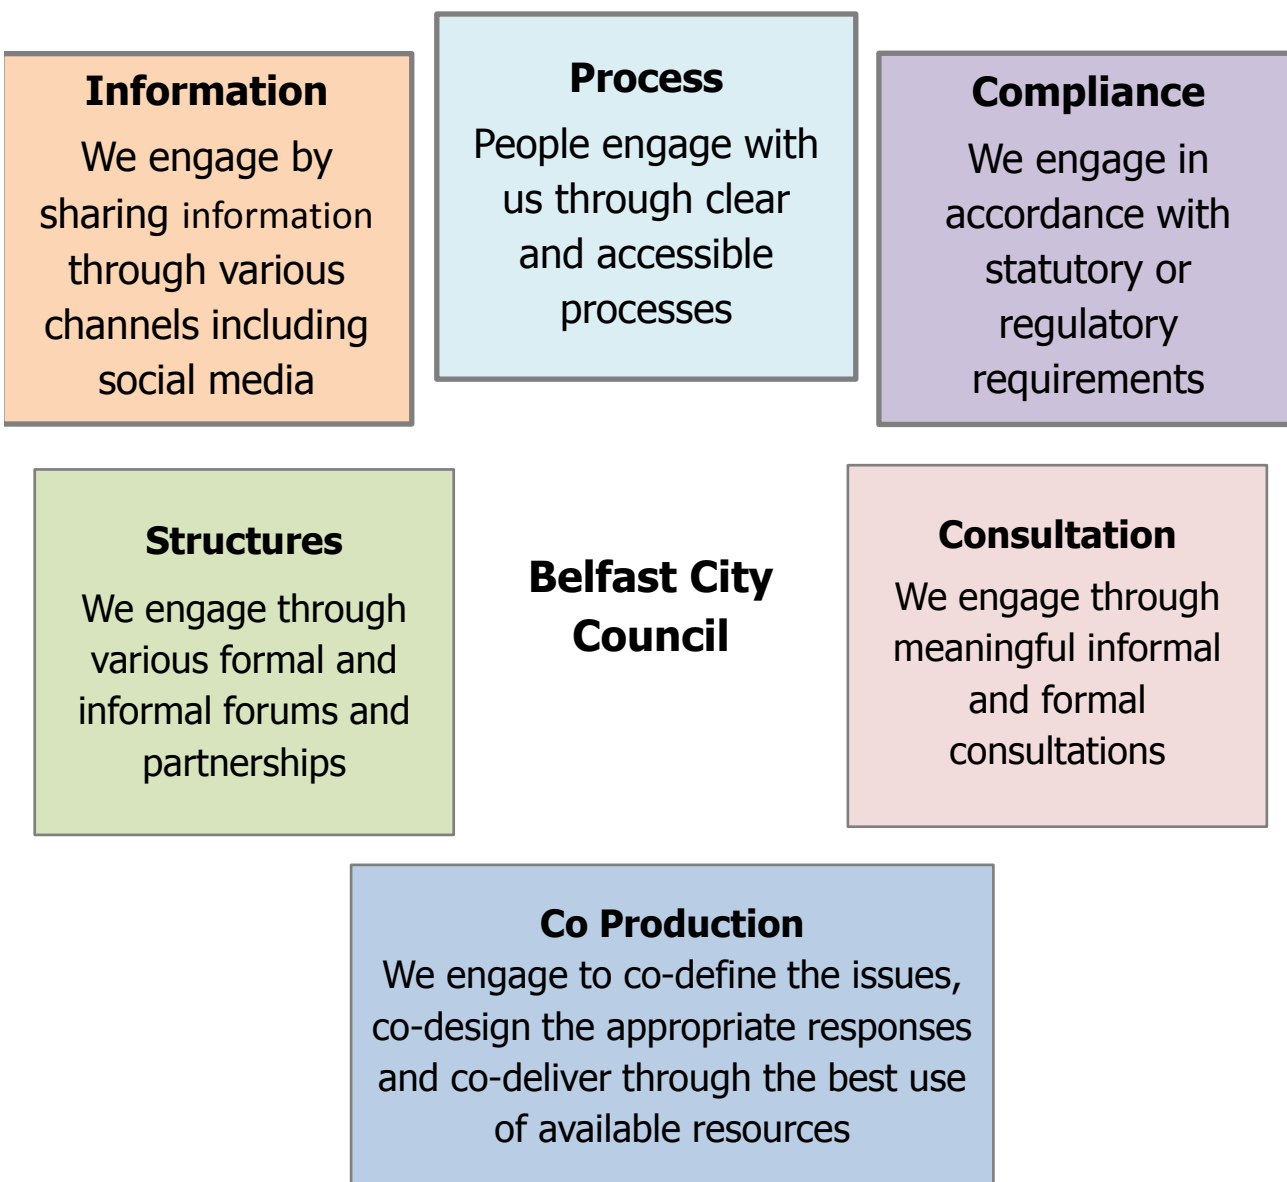 Information
We engage by
sharing information
through various
channels including
social media
Process
People engage with
us through clear
and accessible
processes
Compliance
We engage in
accordance with
statutory or
regulatory
requirements
Structures
We engage through
various formal and
informal forums and
partnerships
Belfast City
Council
Consultation
We engage through
meaningful informal
and formal
consultations
Co Production
We engage to co-define the issues,
co-design the appropriate responses
and co-deliver through the best use
of available resources